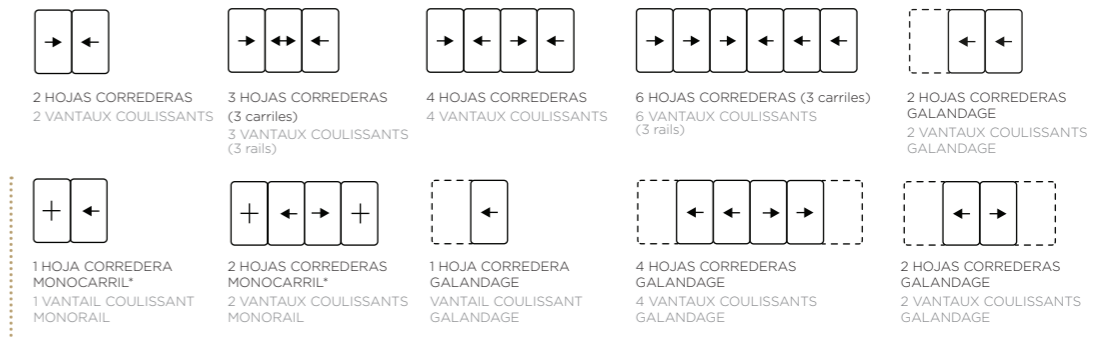 2 HOJAS CORREDERAS
2 VANTAUX COULISSANTS
3 HOJAS CORREDERAS
(3 carriles)
3 VANTAUX COULISSANTS
(3 rails)
4 HOJAS CORREDERAS
4 VANTAUX COULISSANTS
6 HOJAS CORREDERAS (3 carriles)
6 VANTAUX COULISSANTS
(3 rails)
2 HOJAS CORREDERAS
GALANDAGE
2 VANTAUX COULISSANTS
GALANDAGE
1 HOJA CORREDERA
MONOCARRIL*
1 VANTAIL COULISSANT
MONORAIL
2 HOJAS CORREDERAS
MONOCARRIL*
2 VANTAUX COULISSANTS
MONORAIL
1 HOJA CORREDERA
GALANDAGE
VANTAIL COULISSANT
GALANDAGE
4 HOJAS CORREDERAS
GALANDAGE
4 VANTAUX COULISSANTS
GALANDAGE
2 HOJAS CORREDERAS
GALANDAGE
2 VANTAUX COULISSANTS
GALANDAGE